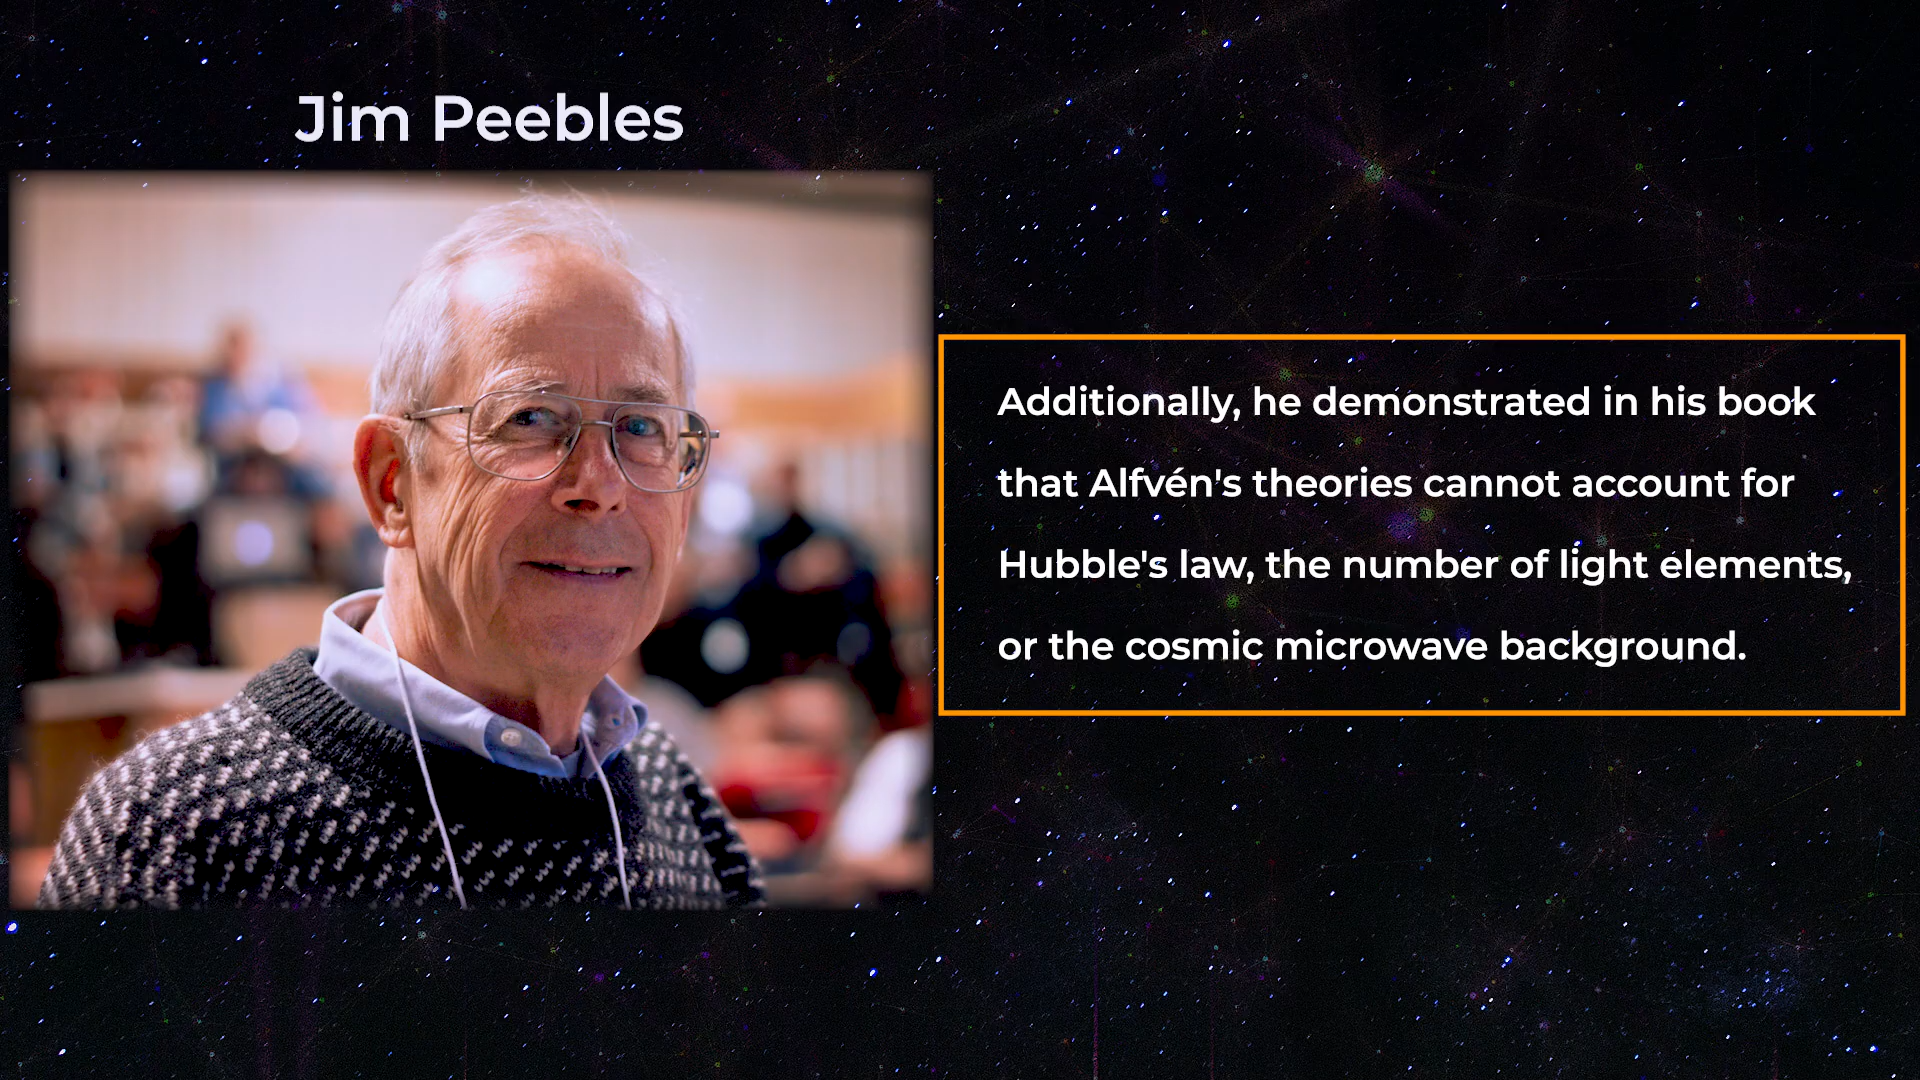 Jim Peebles
Additionally, he demonstrated in his book
that Alfvén's theories cannot account for
Hubble's law, the number of light elements,
or the cosmic microwave background.